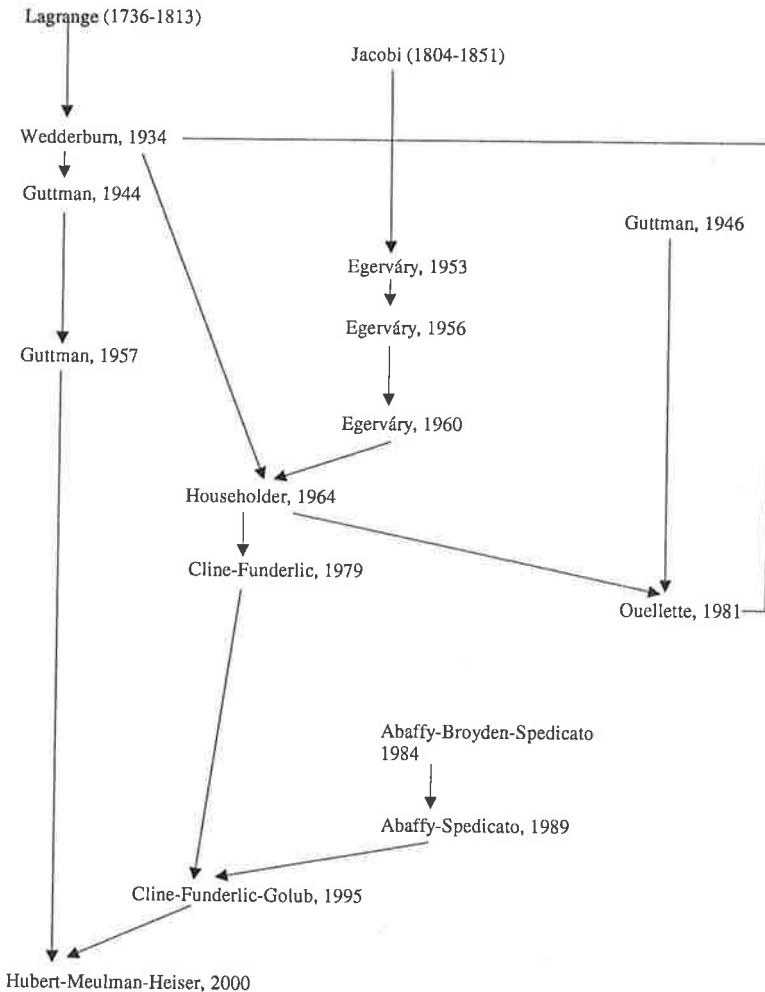 Lagrange (1736-1813)
Jacobi (1804-1851)
Wedderburn, 1934
Guttman, 1944
Guttman, 1946
Egerváry, 1953
Egerváry, 1956
Guttman, 1957
Egerváry, 1960
Householder, 1964
Cline-Funderlic, 1979
Ouellette, 1981
Abaffy-Broyden-Spedicato
1984
Abaffy-Spedicato, 1989
Cline-Funderlic-Golub, 1995
Hubert-Meulman-Heiser, 2000